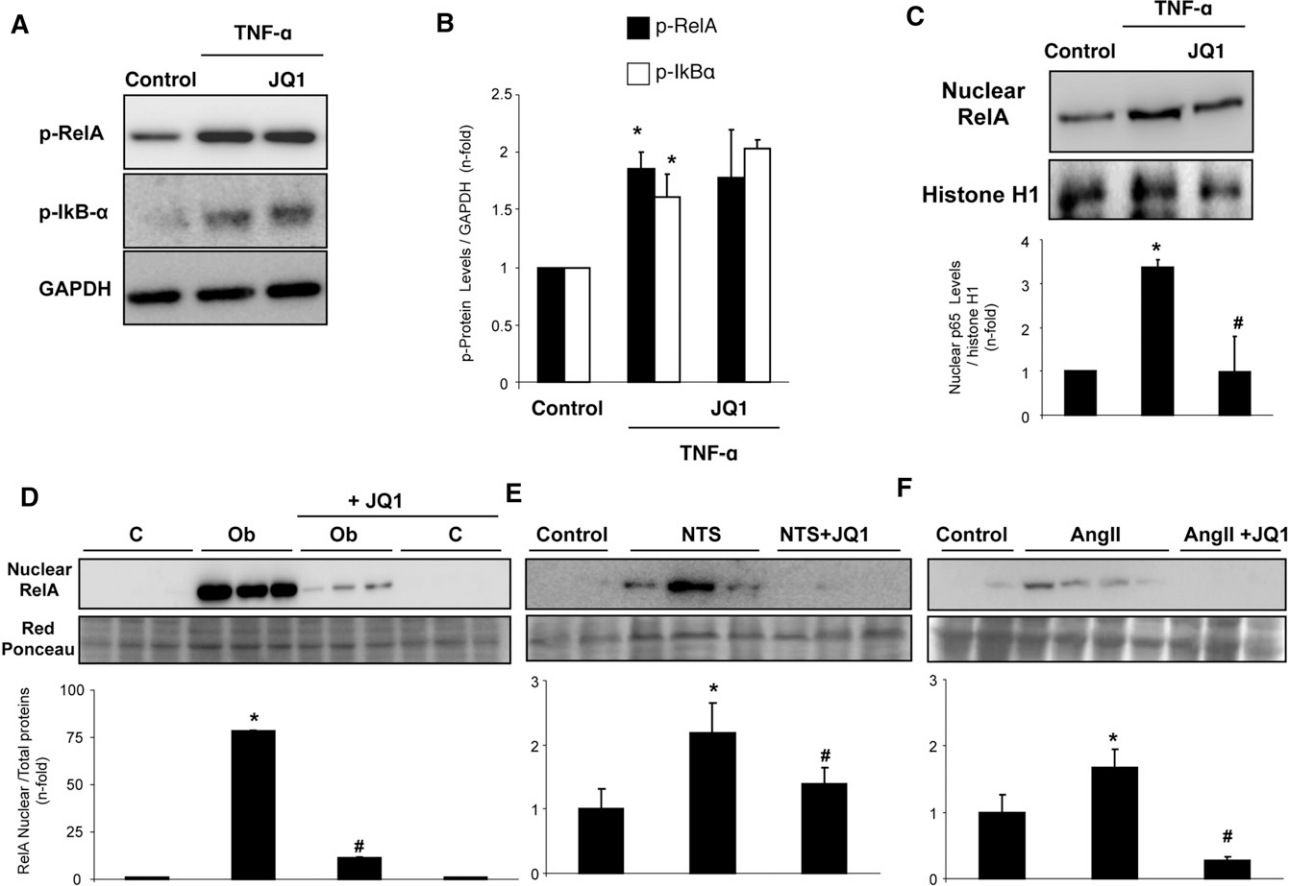 A
TNF-α
Control JQ1
p-RelA
p-IkB-α
GAPDH
B
p-RelA
p-IkBα
p-Protein Levels / GAPDH (n-fold)
2.5
2
1.5
1
0.5
0
* *
Control JQ1
TNF-α
C
TNF-α
Control JQ1
Nuclear
RelA
Histone H1
Nuclear p65 Levels
/ histone H1
(n-fold)
4
3
2
1
0
*
#
D
+ JQ1
C Ob Ob C
Nuclear
RelA
Red
Ponceau
RelA Nuclear /Total proteins
(n-fold)
100
75
50
25
0
*
#
E
Control NTS NTS+JQ1
3
2
1
0
*
#
F
Control AngII AngII +JQ1
3
2
1
0
*
#